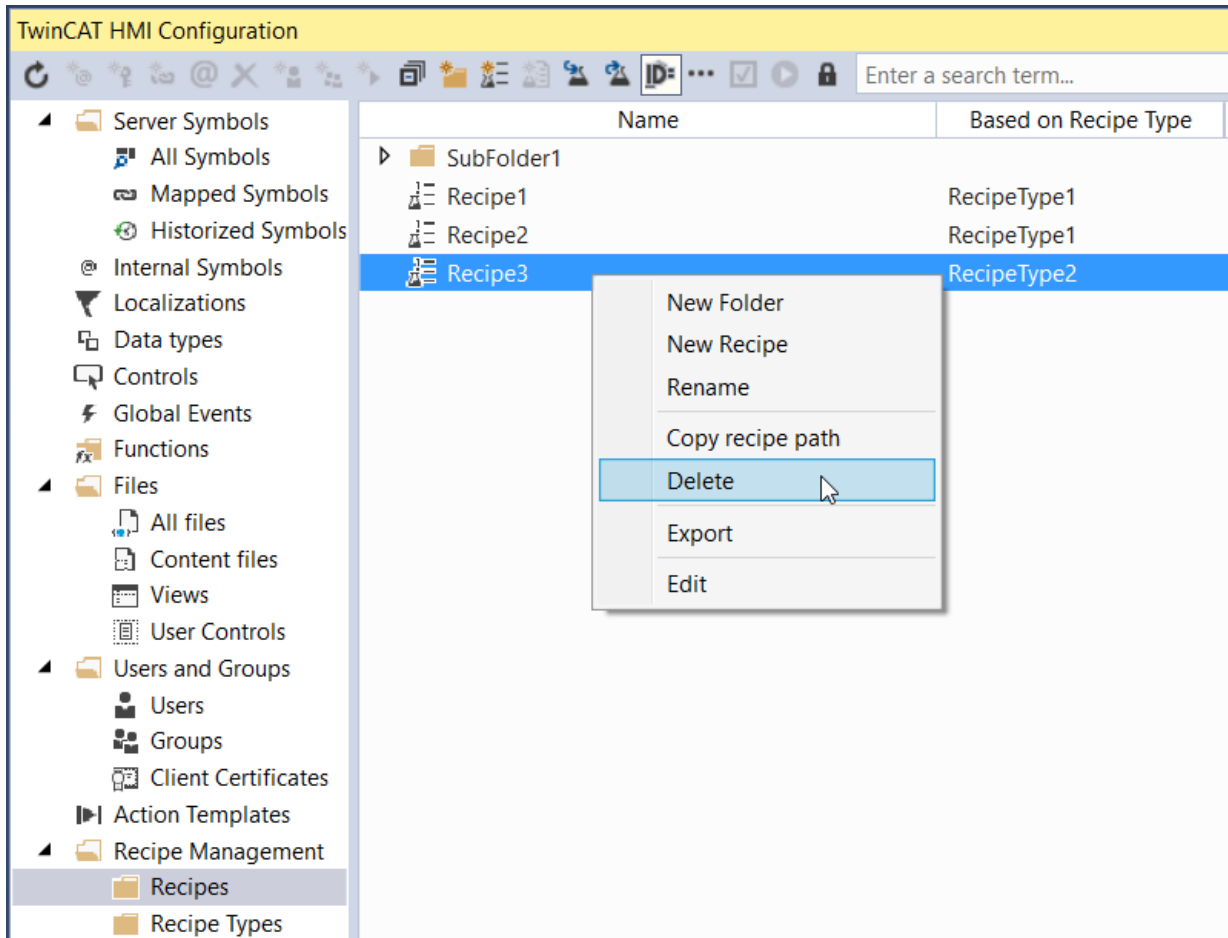 TwinCAT HMI Configuration
Enter a search term...
Server Symbols
All Symbols
Mapped Symbols
Historized Symbols
Internal Symbols
Localizations
Data types
Controls
Global Events
Functions
Files
All files
Content files
Views
User Controls
Users and Groups
Users
Groups
Client Certificates
Action Templates
Recipe Management
Recipes
Recipe Types
Name Based on Recipe Type
SubFolder1
Recipe1 RecipeType1
Recipe2 RecipeType1
Recipe3 RecipeType2
New Folder
New Recipe
Rename
Copy recipe path
Delete
Export
Edit